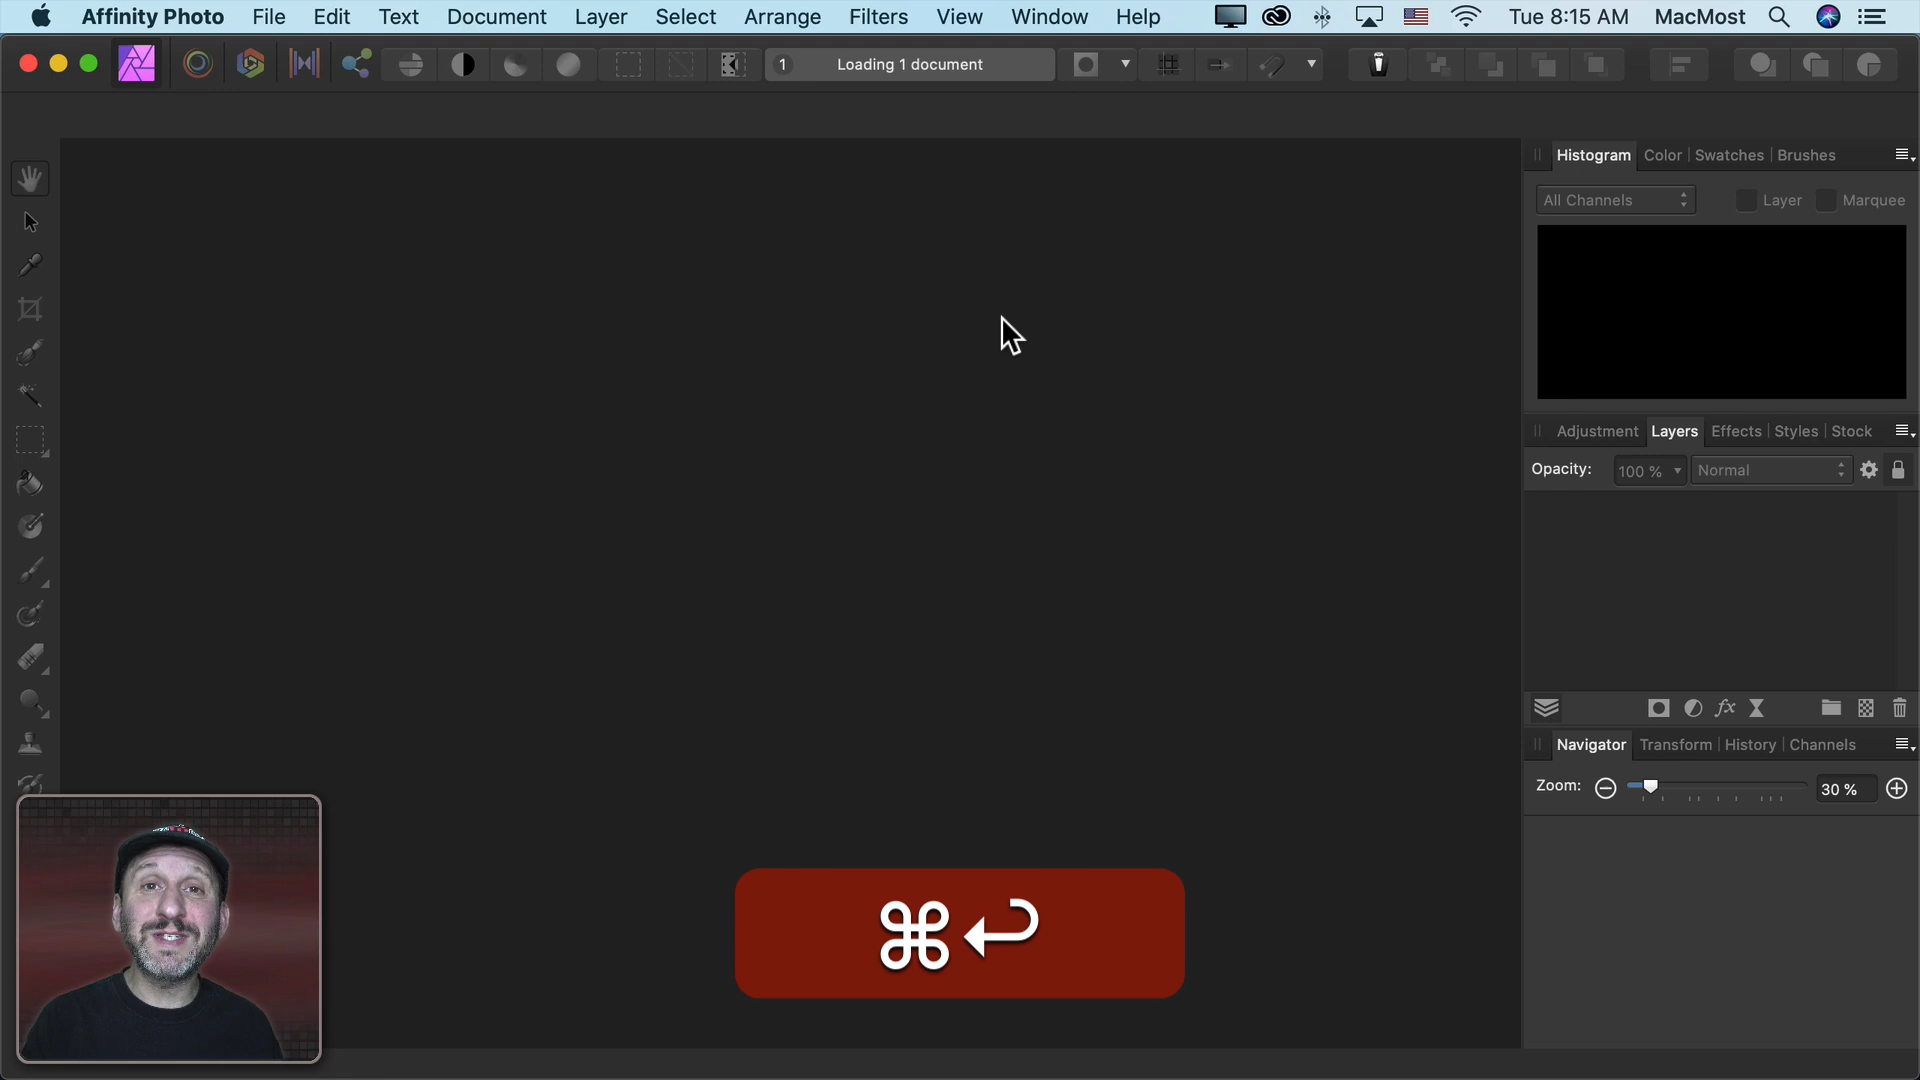 Affinity Photo File Edit Text Document Layer Select Arrange Filters View Window Help Tue 8:15 AM MacMost
1 Loading 1 document
Histogram Color Swatches Brushes
All Channels Layer Marquee
Adjustment Layers Effects Styles Stock
Opacity: 100 % Normal
fx
Navigator Transform History Channels
Zoom: 30 %
⌘↩